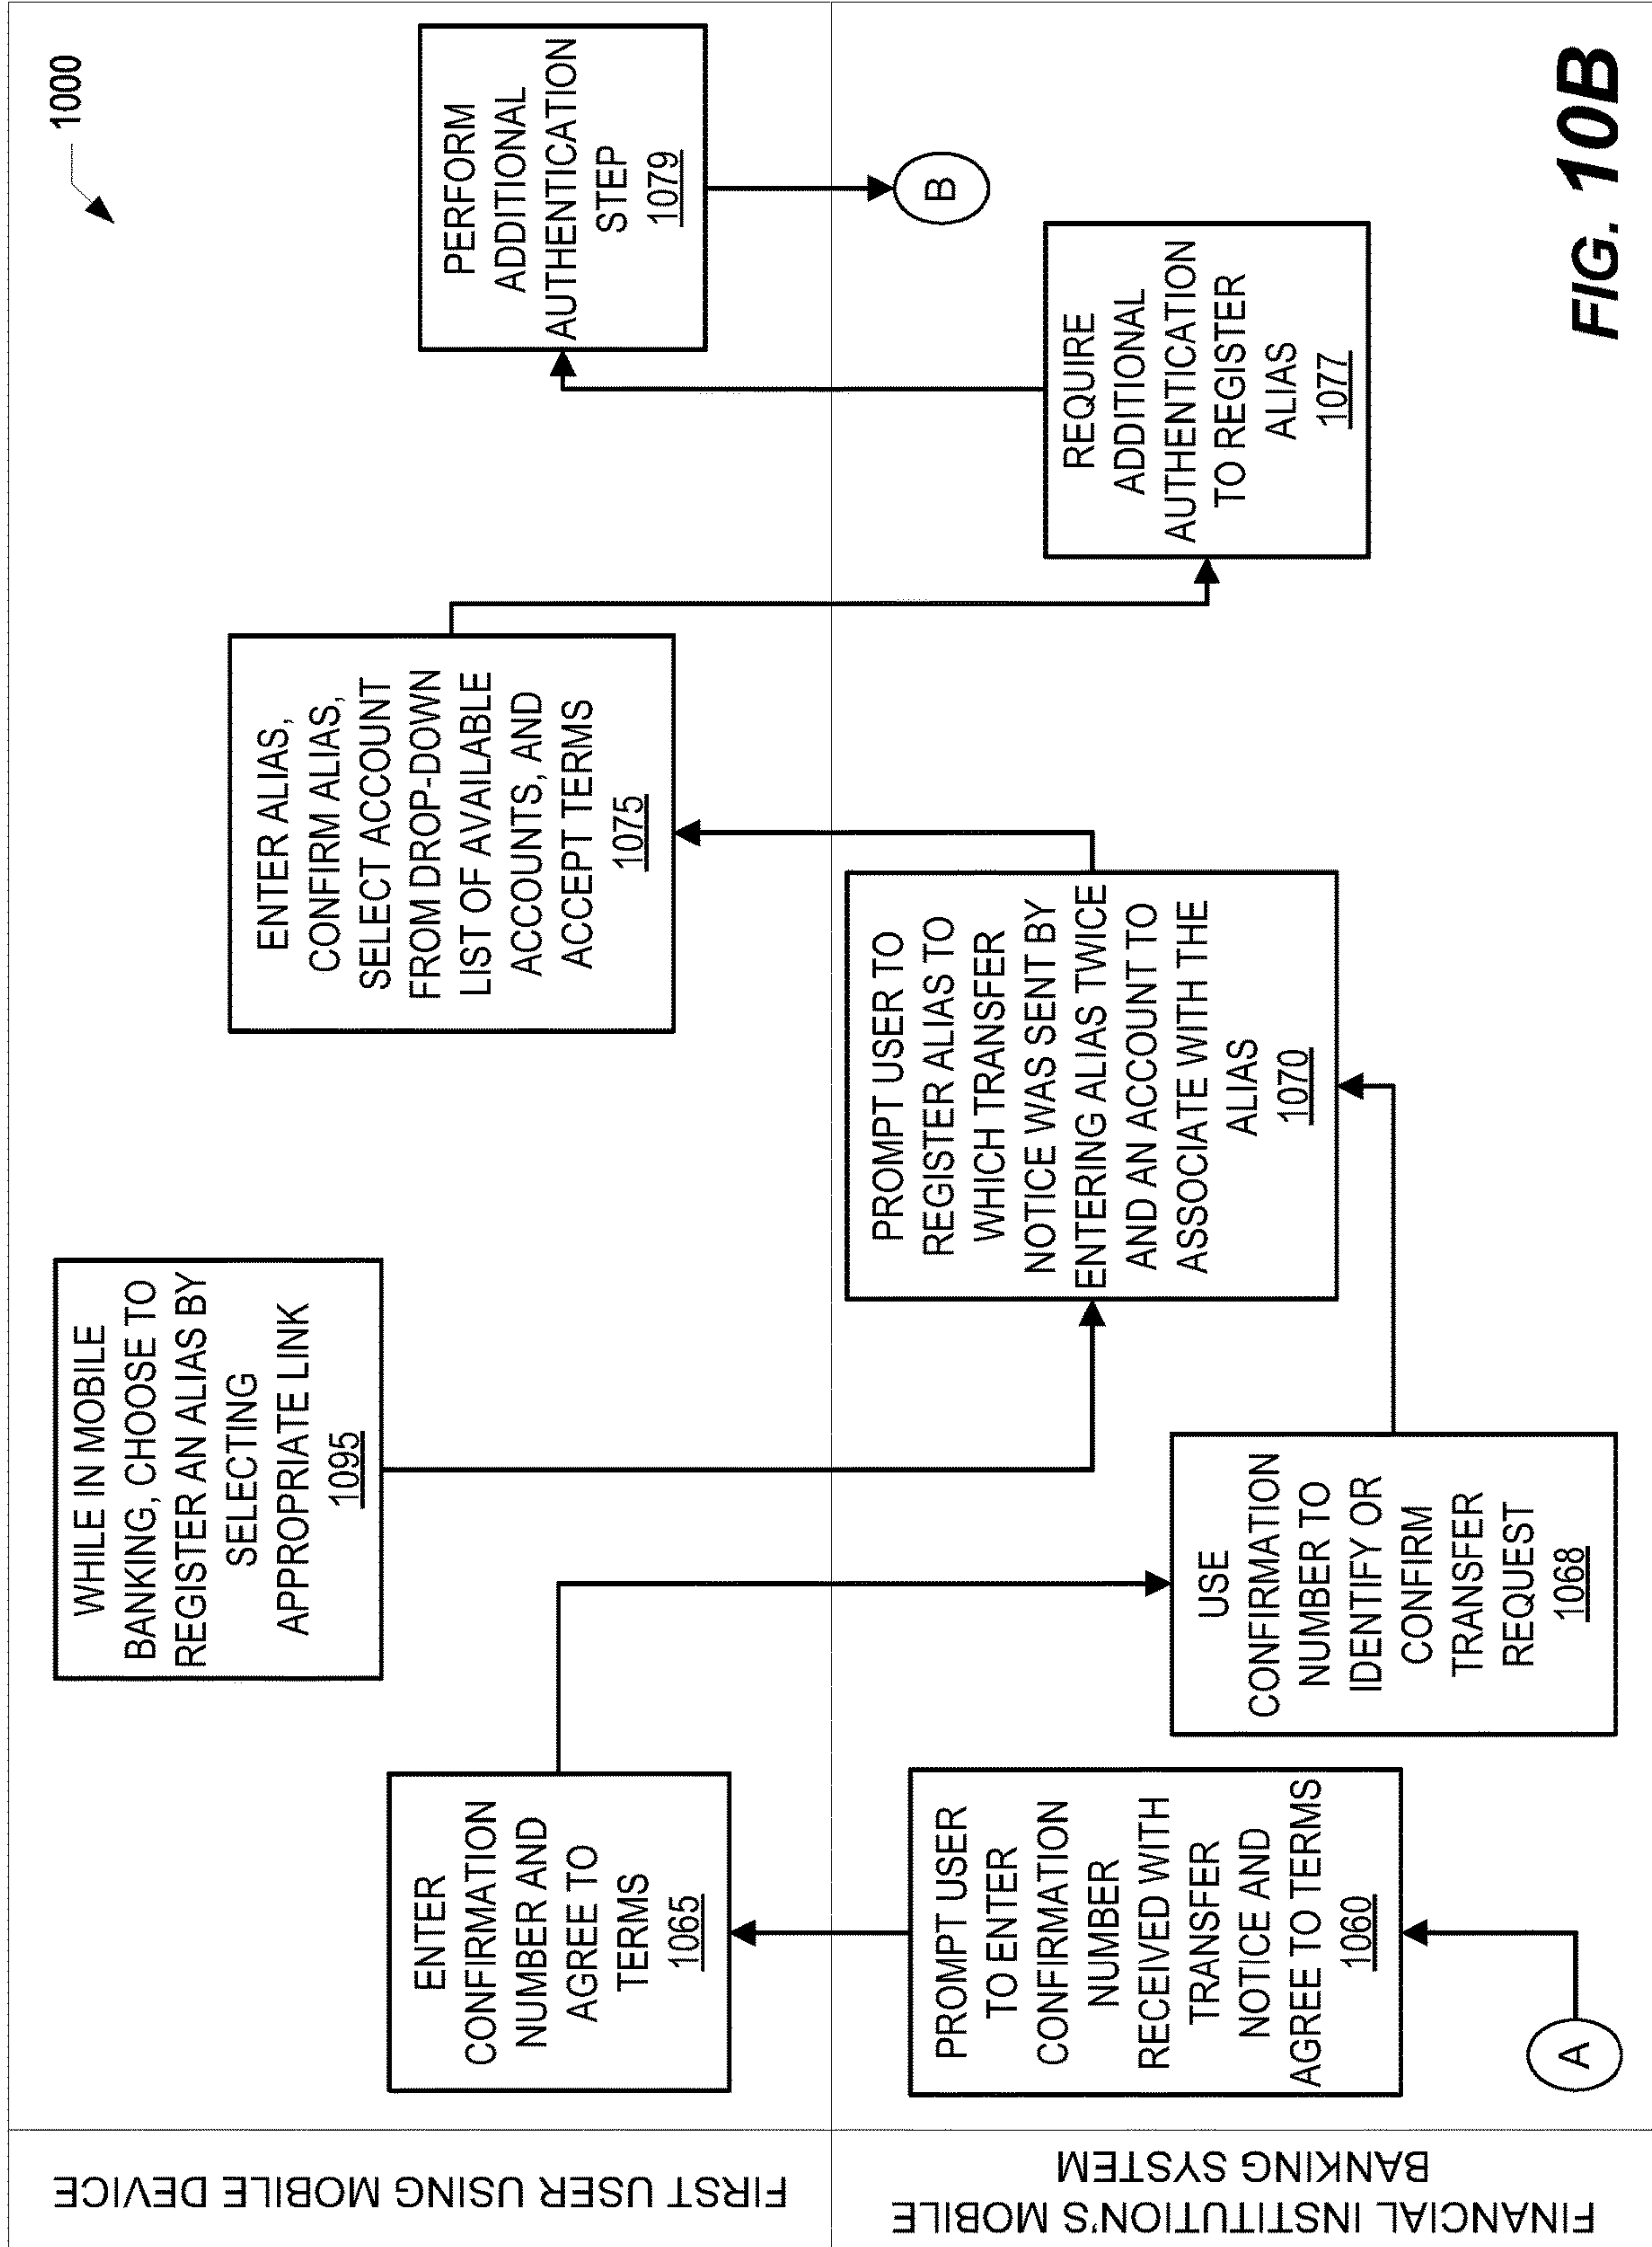 1000
FIRST USER USING MOBILE DEVICE
FINANCIAL INSTITUTION'S MOBILE
BANKING SYSTEM
WHILE IN MOBILE
BANKING, CHOOSE TO
REGISTER AN ALIAS BY
SELECTING
APPROPRIATE LINK
1095
ENTER
CONFIRMATION
NUMBER AND
AGREE TO
TERMS
1065
ENTER ALIAS,
CONFIRM ALIAS,
SELECT ACCOUNT
FROM DROP-DOWN
LIST OF AVAILABLE
ACCOUNTS, AND
ACCEPT TERMS
1075
PERFORM
ADDITIONAL
AUTHENTICATION
STEP
1079
PROMPT USER
TO ENTER
CONFIRMATION
NUMBER
RECEIVED WITH
TRANSFER
NOTICE AND
AGREE TO TERMS
1060
USE
CONFIRMATION
NUMBER TO
IDENTIFY OR
CONFIRM
TRANSFER
REQUEST
1068
PROMPT USER TO
REGISTER ALIAS TO
WHICH TRANSFER
NOTICE WAS SENT BY
ENTERING ALIAS TWICE
AND AN ACCOUNT TO
ASSOCIATE WITH THE
ALIAS
1070
REQUIRE
ADDITIONAL
AUTHENTICATION
TO REGISTER
ALIAS
1077
B
A
FIG. 10B